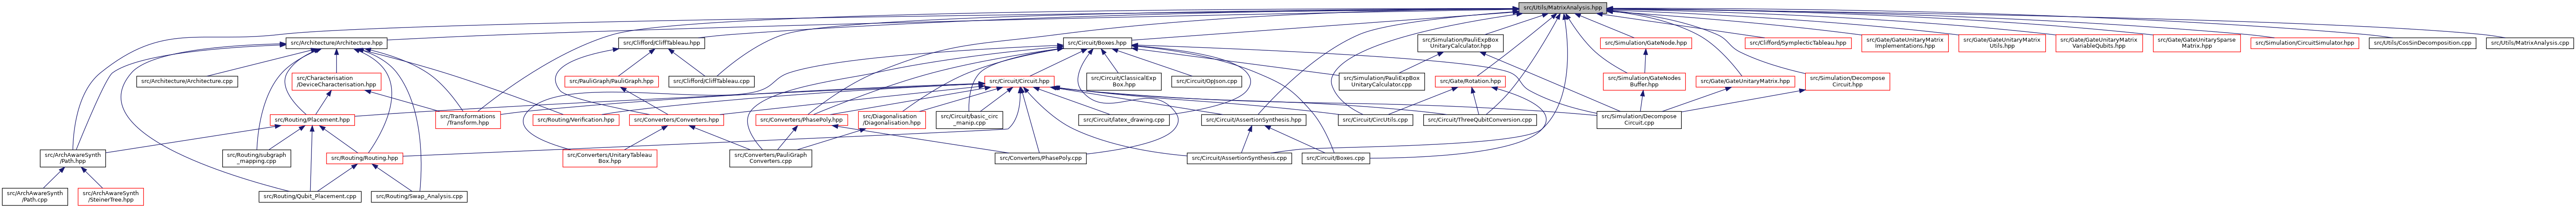 src/Utils/MatrixAnalysis.hpp
src/Architecture/Architecture.hpp
src/Clifford/CliffTableau.hpp
src/Circuit/Boxes.hpp
src/Simulation/PauliExpBox
UnitaryCalculator.hpp
src/Simulation/GateNode.hpp
src/Clifford/SymplecticTableau.hpp
src/Gate/GateUnitaryMatrix
Implementations.hpp
src/Gate/GateUnitaryMatrix
Utils.hpp
src/Gate/GateUnitaryMatrix
VariableQubits.hpp
src/Gate/GateUnitarySparse
Matrix.hpp
src/Simulation/CircuitSimulator.hpp
src/Utils/CosSinDecomposition.cpp
src/Utils/MatrixAnalysis.cpp
src/Architecture/Architecture.cpp
src/Characterisation
/DeviceCharacterisation.hpp
src/PauliGraph/PauliGraph.hpp
src/Clifford/CliffTableau.cpp
src/Circuit/Circuit.hpp
src/Circuit/ClassicalExp
Box.hpp
src/Circuit/OpJson.cpp
src/Simulation/PauliExpBox
UnitaryCalculator.cpp
src/Gate/Rotation.hpp
src/Simulation/GateNodes
Buffer.hpp
src/Gate/GateUnitaryMatrix.hpp
src/Simulation/Decompose
Circuit.hpp
src/Routing/Placement.hpp
src/Transformations
/Transform.hpp
src/Routing/Verification.hpp
src/Converters/Converters.hpp
src/Converters/PhasePoly.hpp
src/Diagonalisation
/Diagonalisation.hpp
src/Circuit/basic_circ
_manip.cpp
src/Circuit/latex_drawing.cpp
src/Circuit/AssertionSynthesis.hpp
src/Circuit/CircUtils.cpp
src/Circuit/ThreeQubitConversion.cpp
src/Simulation/Decompose
Circuit.cpp
src/ArchAwareSynth
/Path.hpp
src/Routing/subgraph
_mapping.cpp
src/Routing/Routing.hpp
src/Converters/UnitaryTableau
Box.hpp
src/Converters/PauliGraph
Converters.cpp
src/Converters/PhasePoly.cpp
src/Circuit/AssertionSynthesis.cpp
src/Circuit/Boxes.cpp
src/ArchAwareSynth
/Path.cpp
src/ArchAwareSynth
/SteinerTree.hpp
src/Routing/Qubit_Placement.cpp
src/Routing/Swap_Analysis.cpp